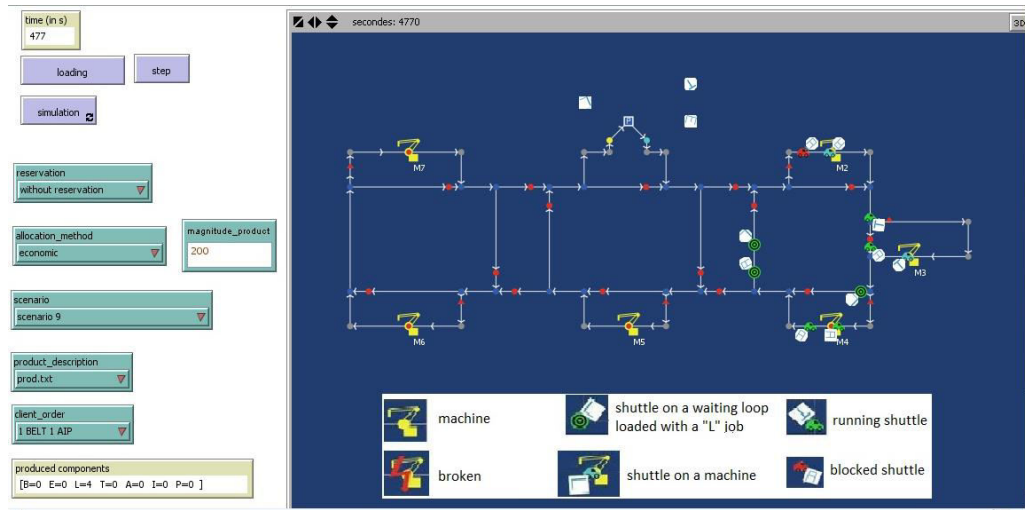 time (in s)
477
loading
step
simulation
reservation
without reservation
allocation_method
economic
magnitude_product
200
scenario
scenario 9
product_description
prod.txt
client_order
1 BELT 1 AIP
produced components
[B=0 E=0 L=4 T=0 A=0 I=0 P=0 ]
secondes: 4770
3D
P
M7
M2
M3
M6
M5
M4
machine
shuttle on a waiting loop
loaded with a "L" job
running shuttle
broken
shuttle on a machine
blocked shuttle